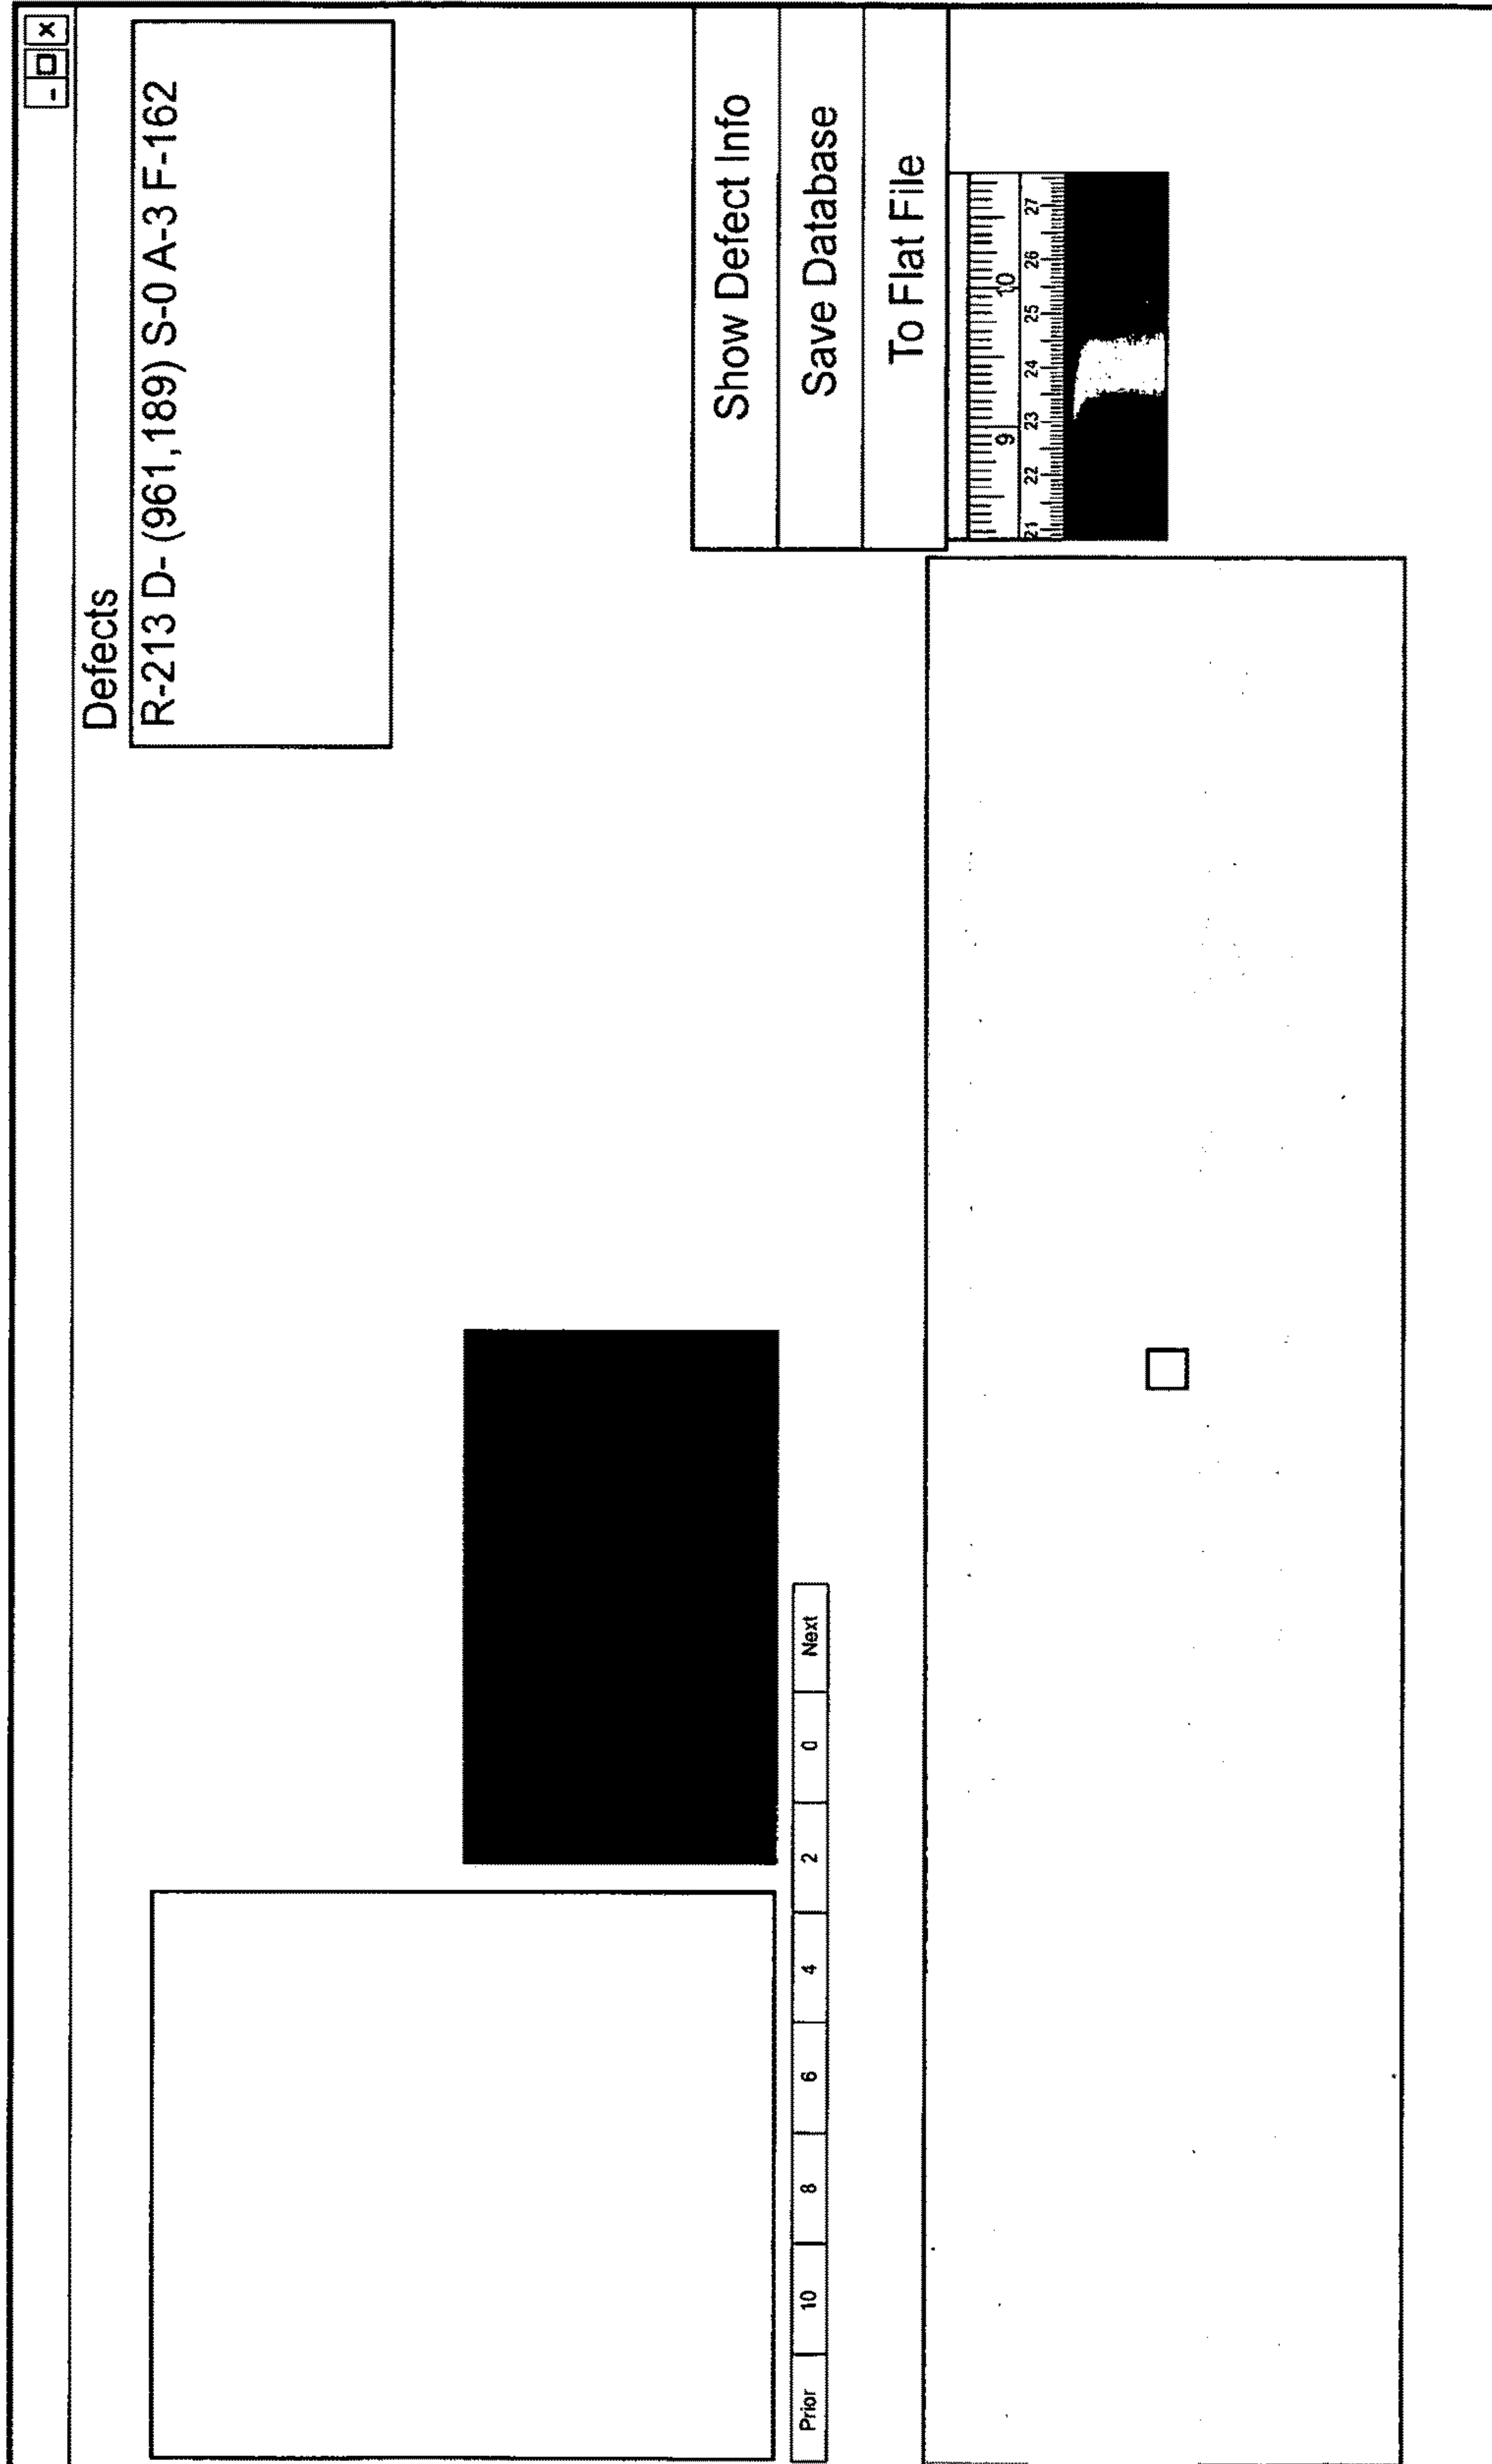 Defects
R-213 D- (961,189) S-0 A-3 F-162
Prior 10 8 6 4 2 0 Next
Show Defect Info
Save Database
To Flat File
9 10
21 22 23 24 25 26 27